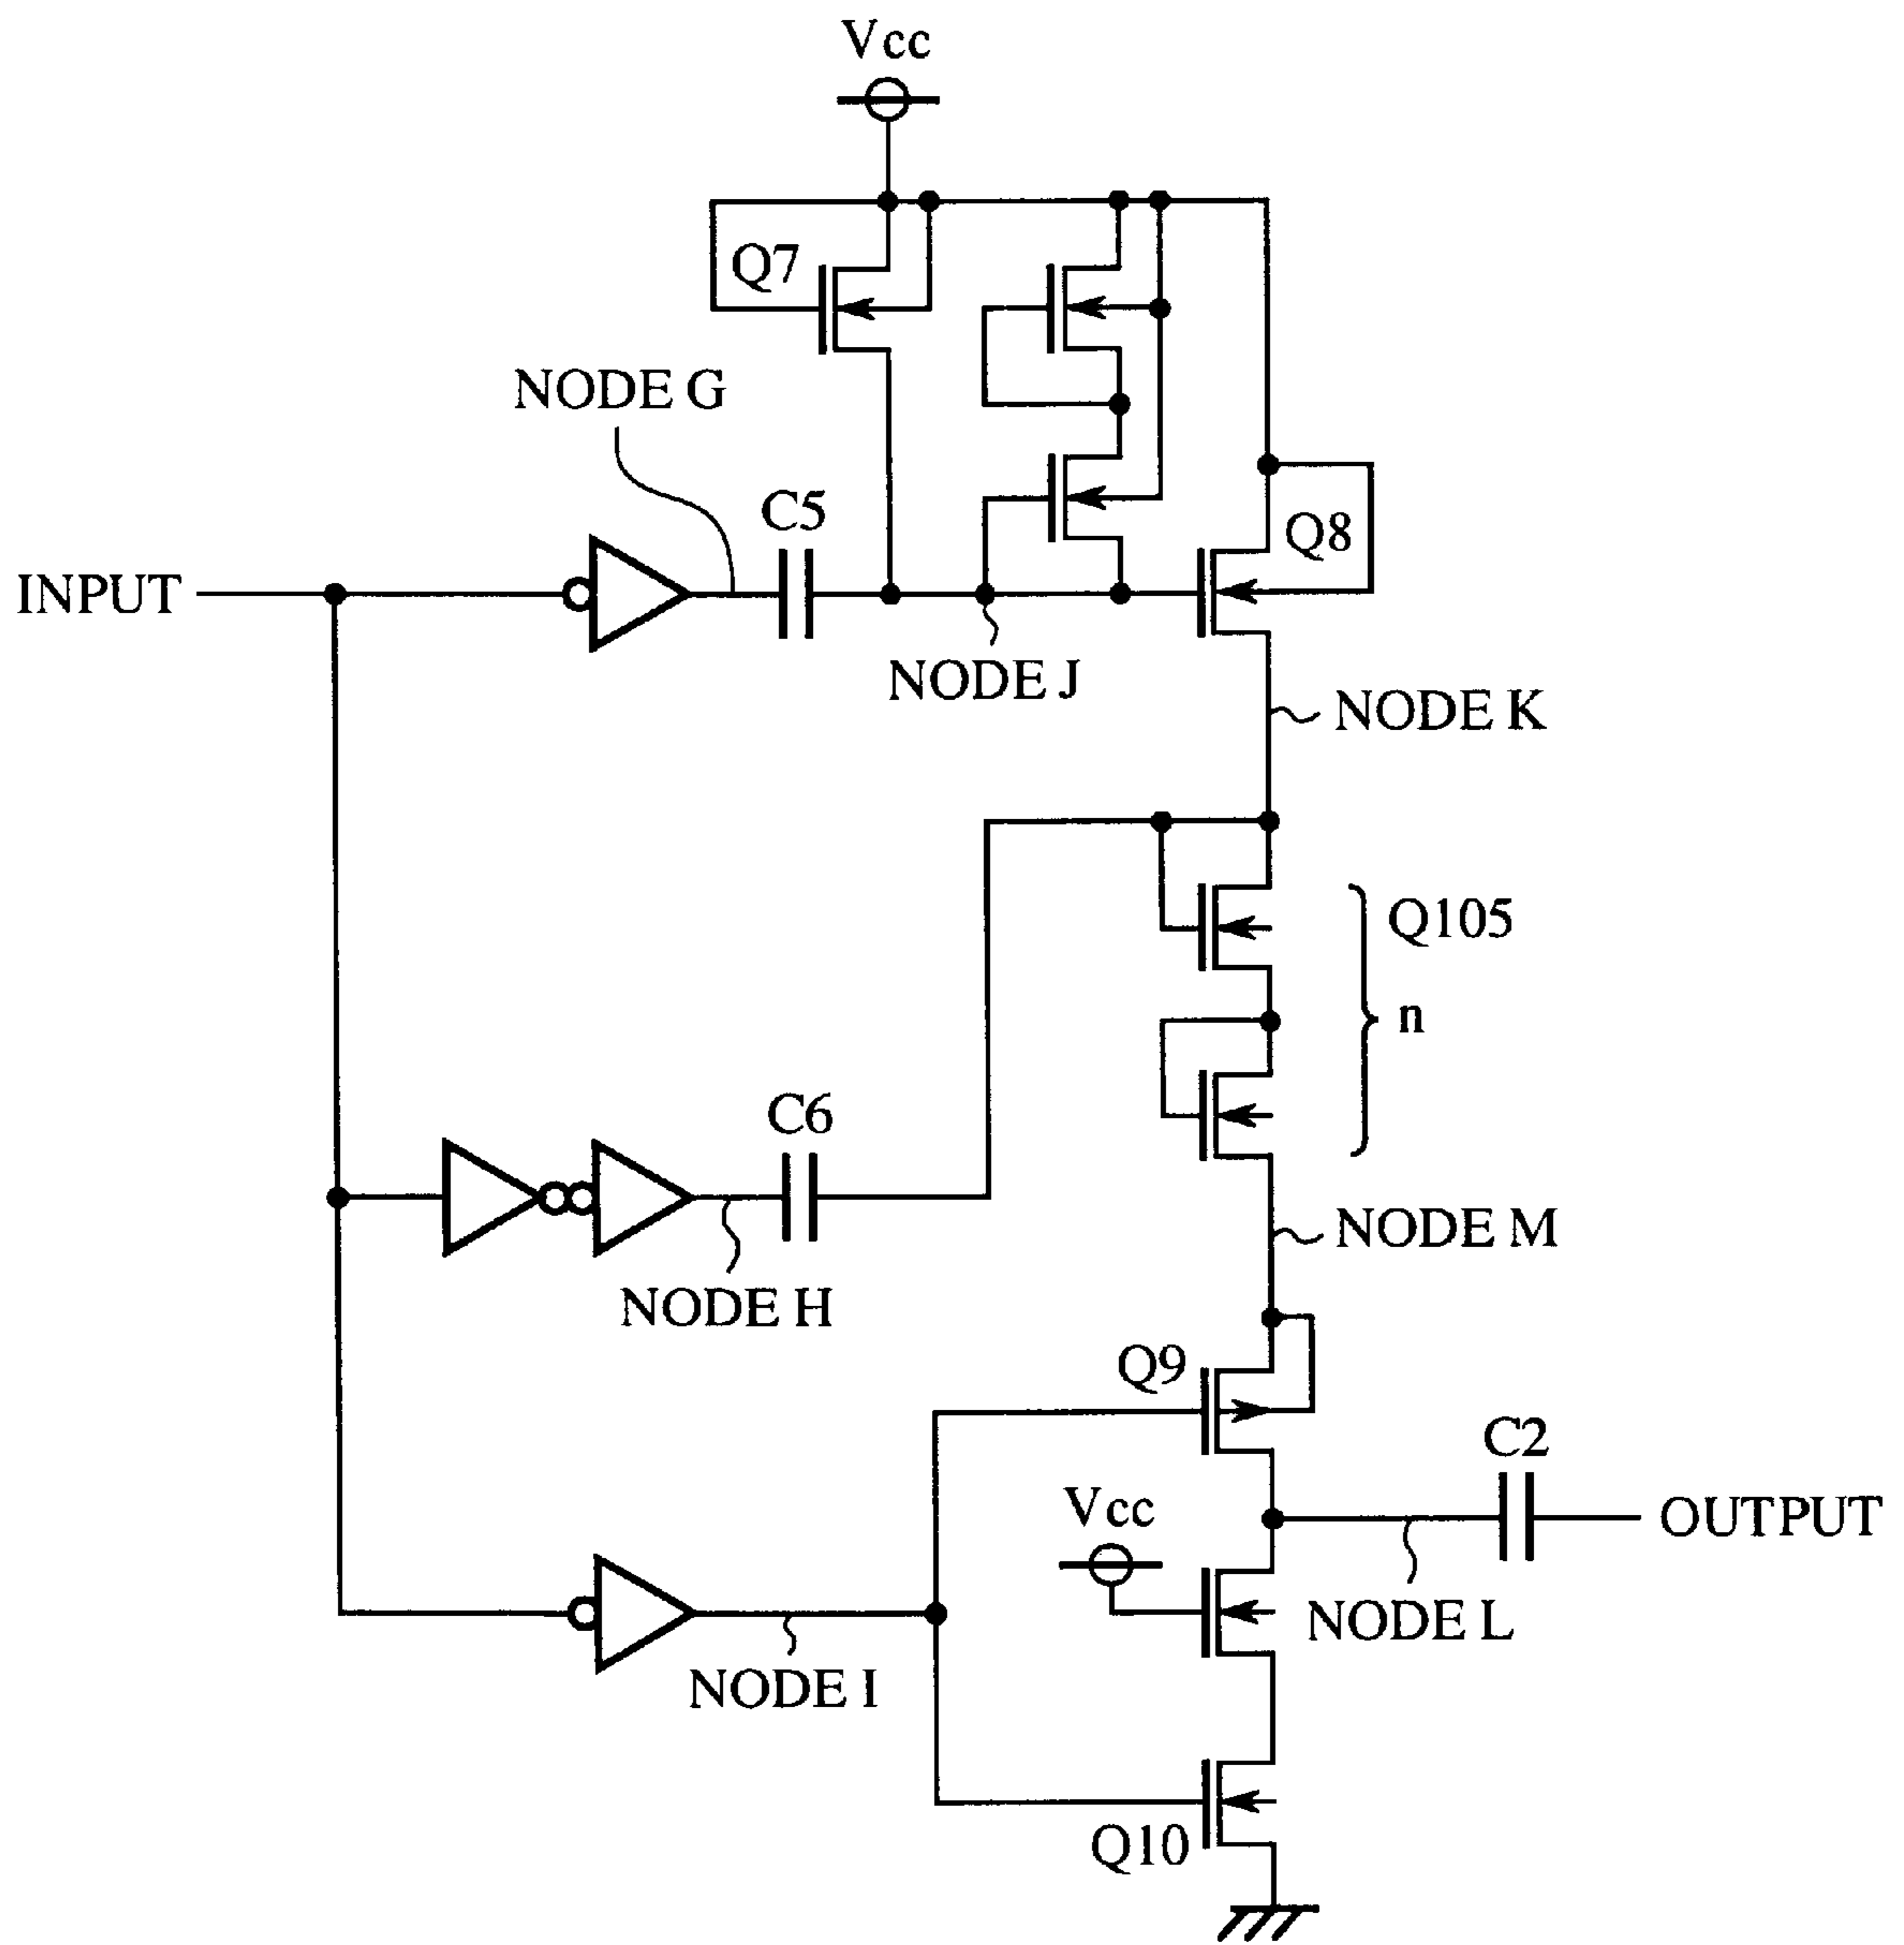 Vcc
Q7
NODE G
C5
Q8
INPUT
NODE J
NODE K
Q105
n
C6
NODE M
NODE H
Q9
C2
Vcc
OUTPUT
NODE L
NODE I
Q10